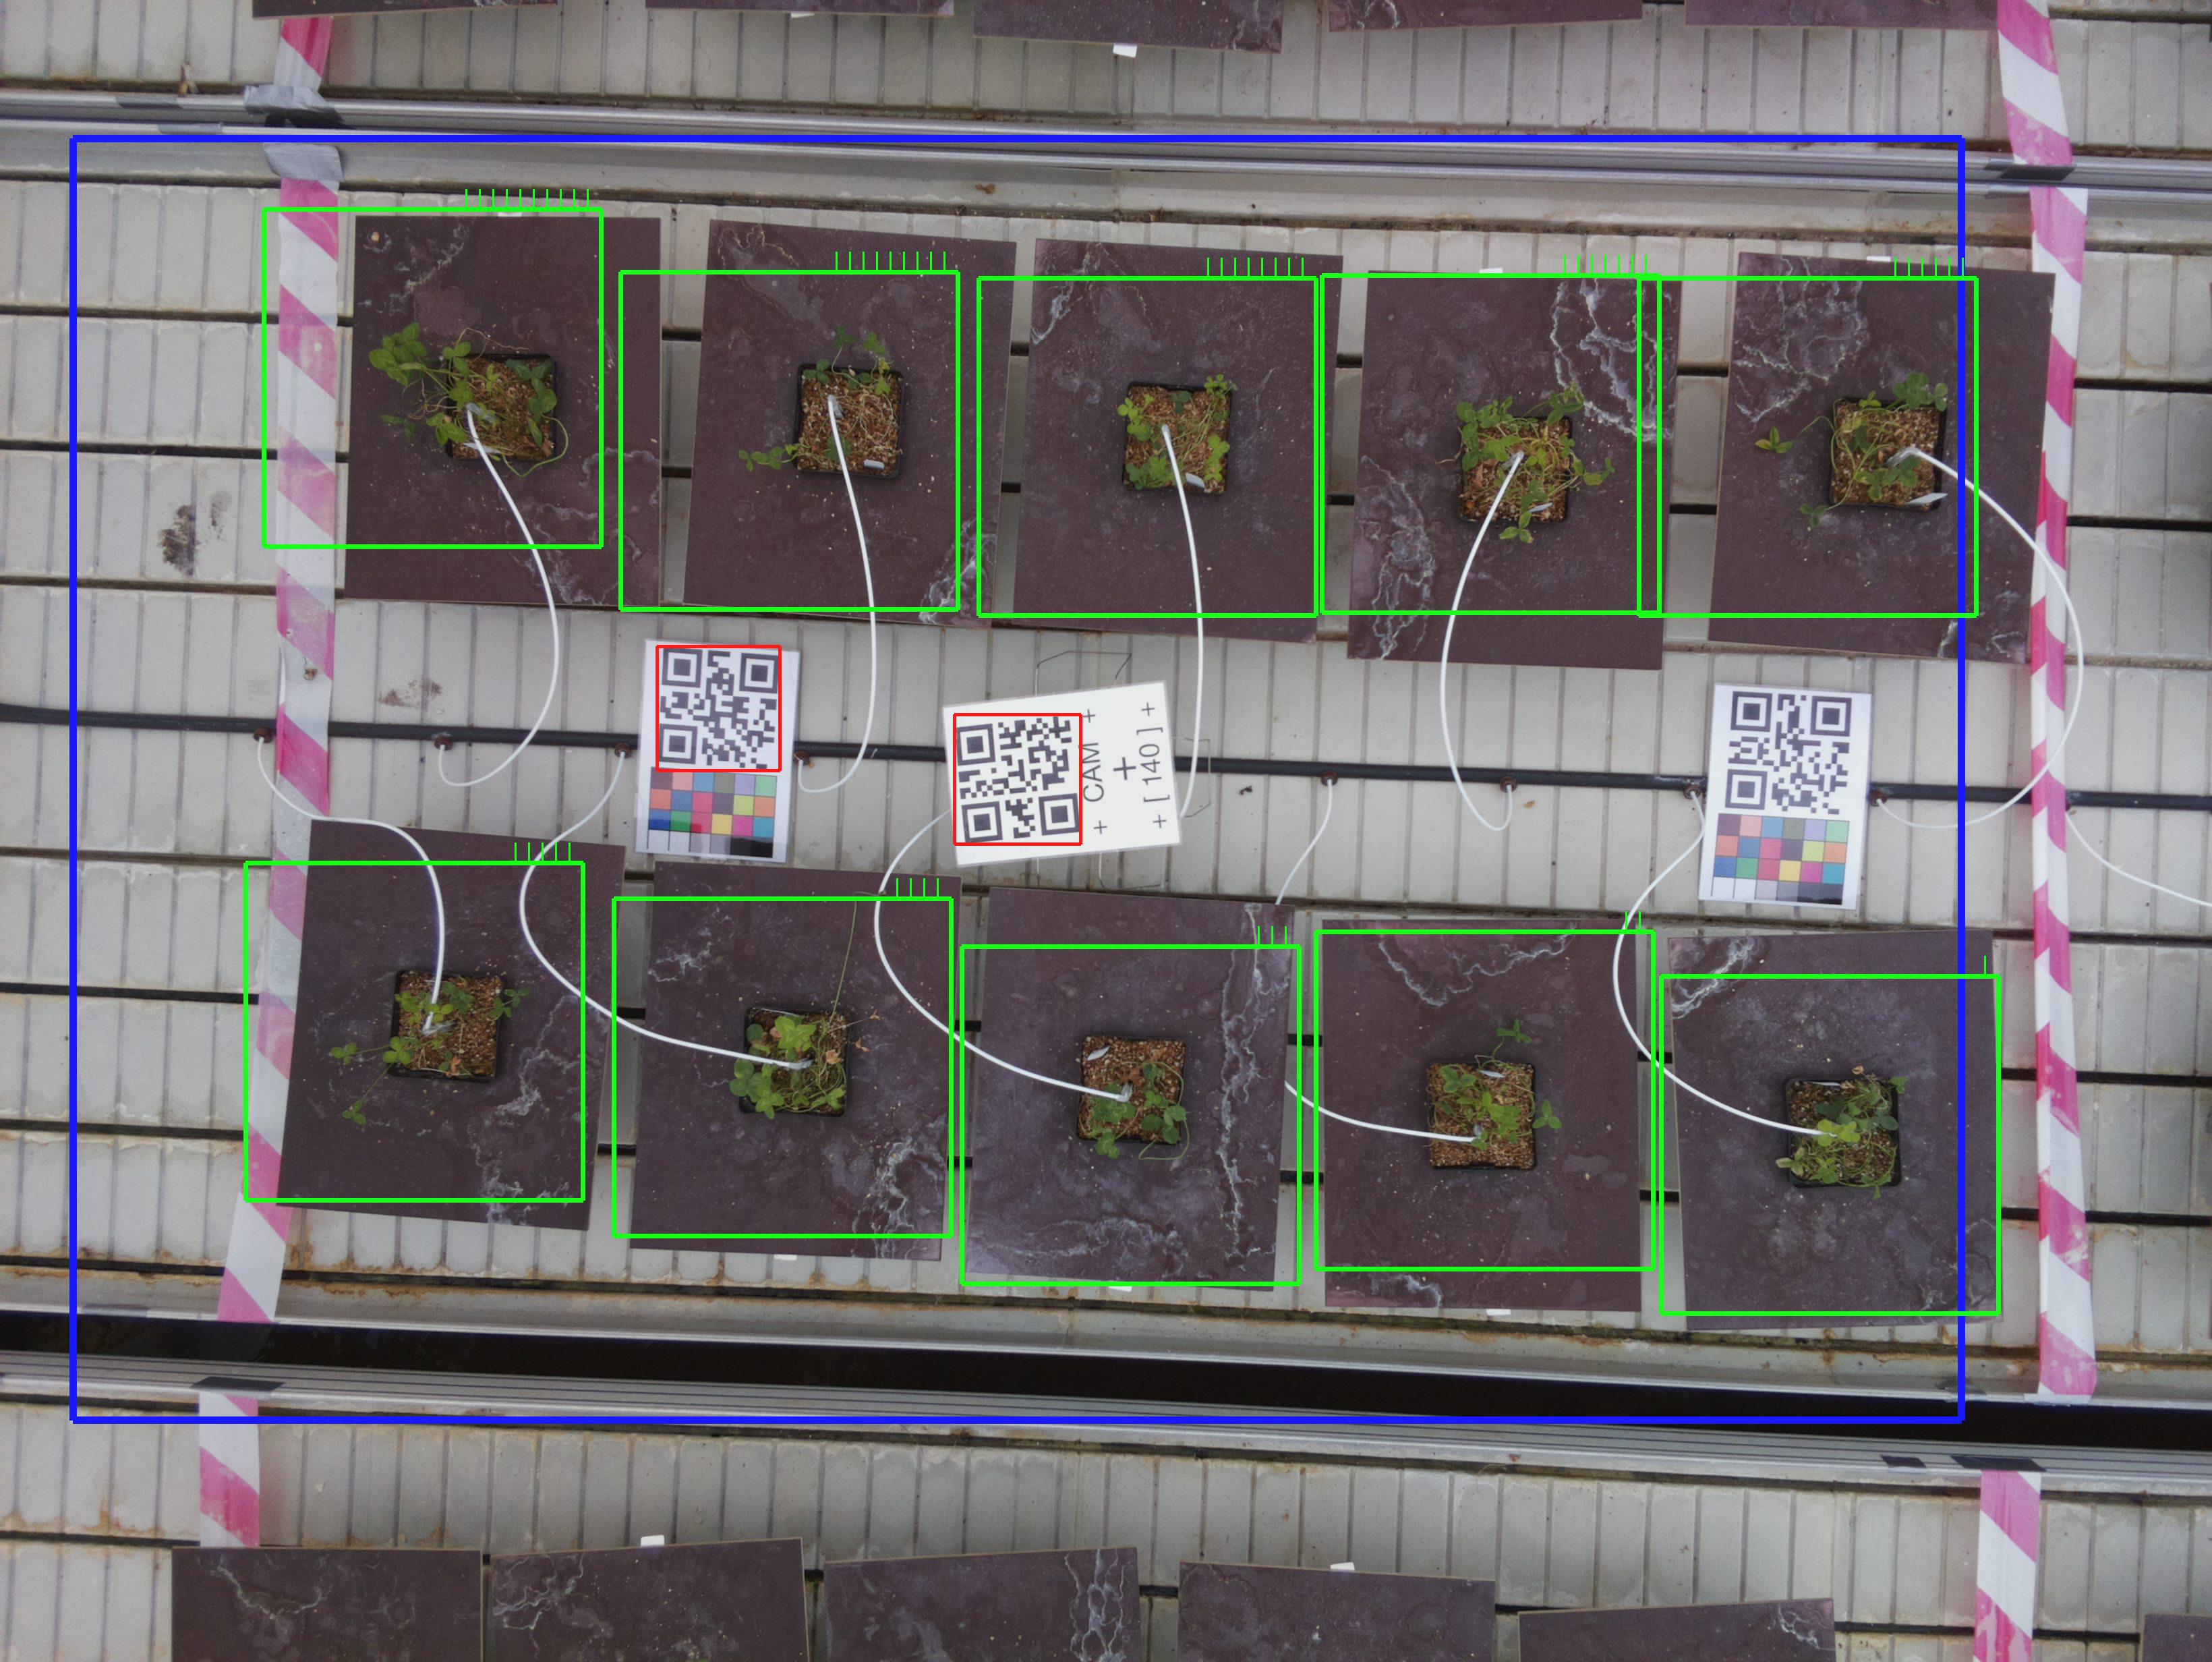 + CAM +
+
+ [ 140 ] +